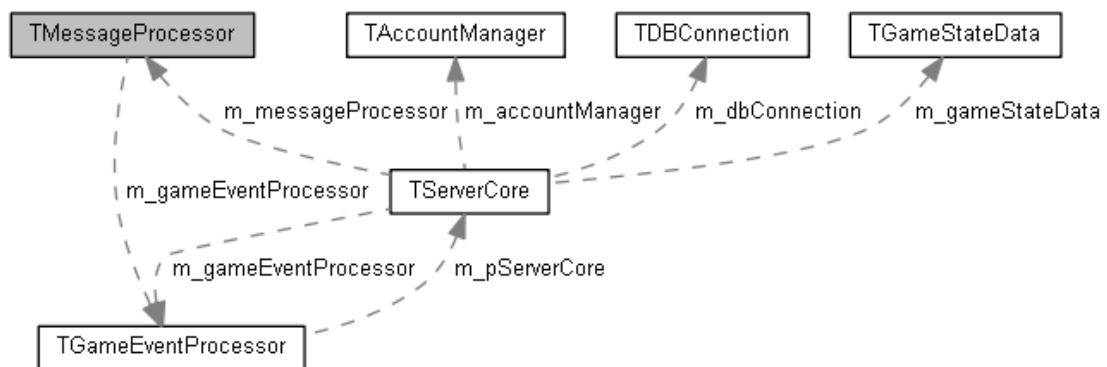 TMessageProcessor
TAccountManager
TDBConnection
TGameStateData
m_messageProcessor
m_accountManager
m_dbConnection
m_gameStateData
m_gameEventProcessor
TServerCore
m_gameEventProcessor
m_pServerCore
TGameEventProcessor